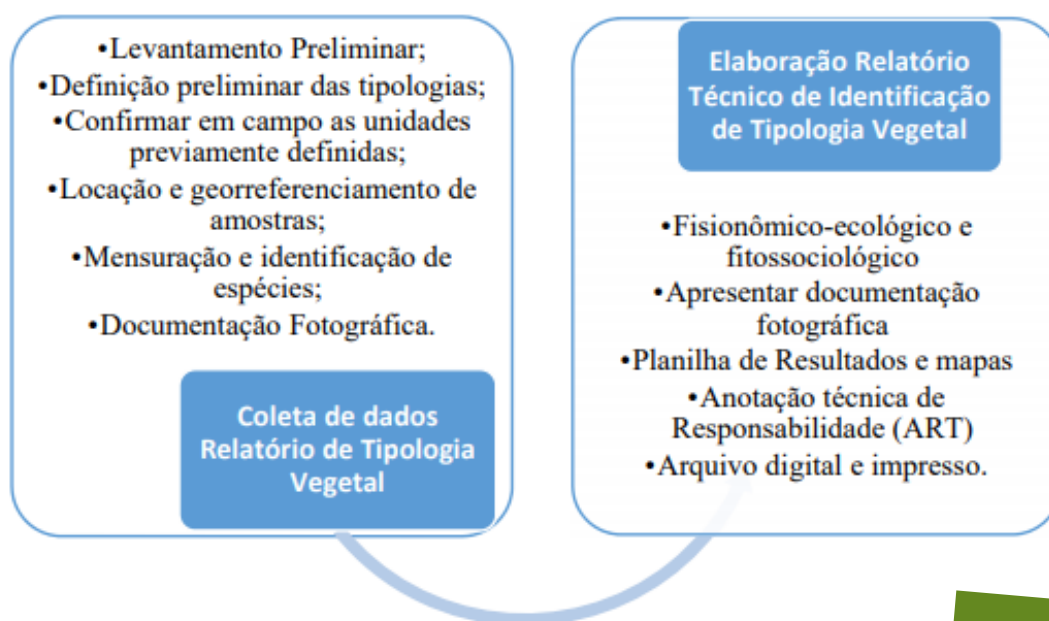 •Levantamento Preliminar;
•Definição preliminar das tipologias;
•Confirmar em campo as unidades
previamente definidas;
•Locação e georreferenciamento de
amostras;
•Mensuração e identificação de
espécies;
•Documentação Fotográfica.
Coleta de dados
Relatório de Tipologia
Vegetal
Elaboração Relatório
Técnico de Identificação
de Tipologia Vegetal
•Fisionômico-ecológico e
fitossociológico
•Apresentar documentação
fotográfica
•Planilha de Resultados e mapas
•Anotação técnica de
Responsabilidade (ART)
•Arquivo digital e impresso.